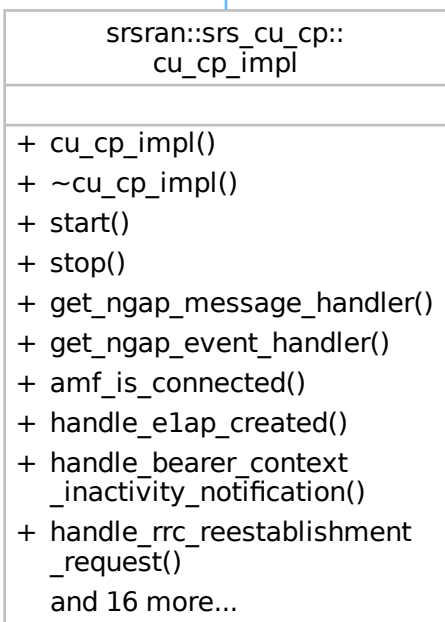 srsran::srs_cu_cp::
cu_cp_impl
+ cu_cp_impl()
+ ~cu_cp_impl()
+ start()
+ stop()
+ get_ngap_message_handler()
+ get_ngap_event_handler()
+ amf_is_connected()
+ handle_e1ap_created()
+ handle_bearer_context
_inactivity_notification()
+ handle_rrc_reestablishment
_request()
and 16 more...